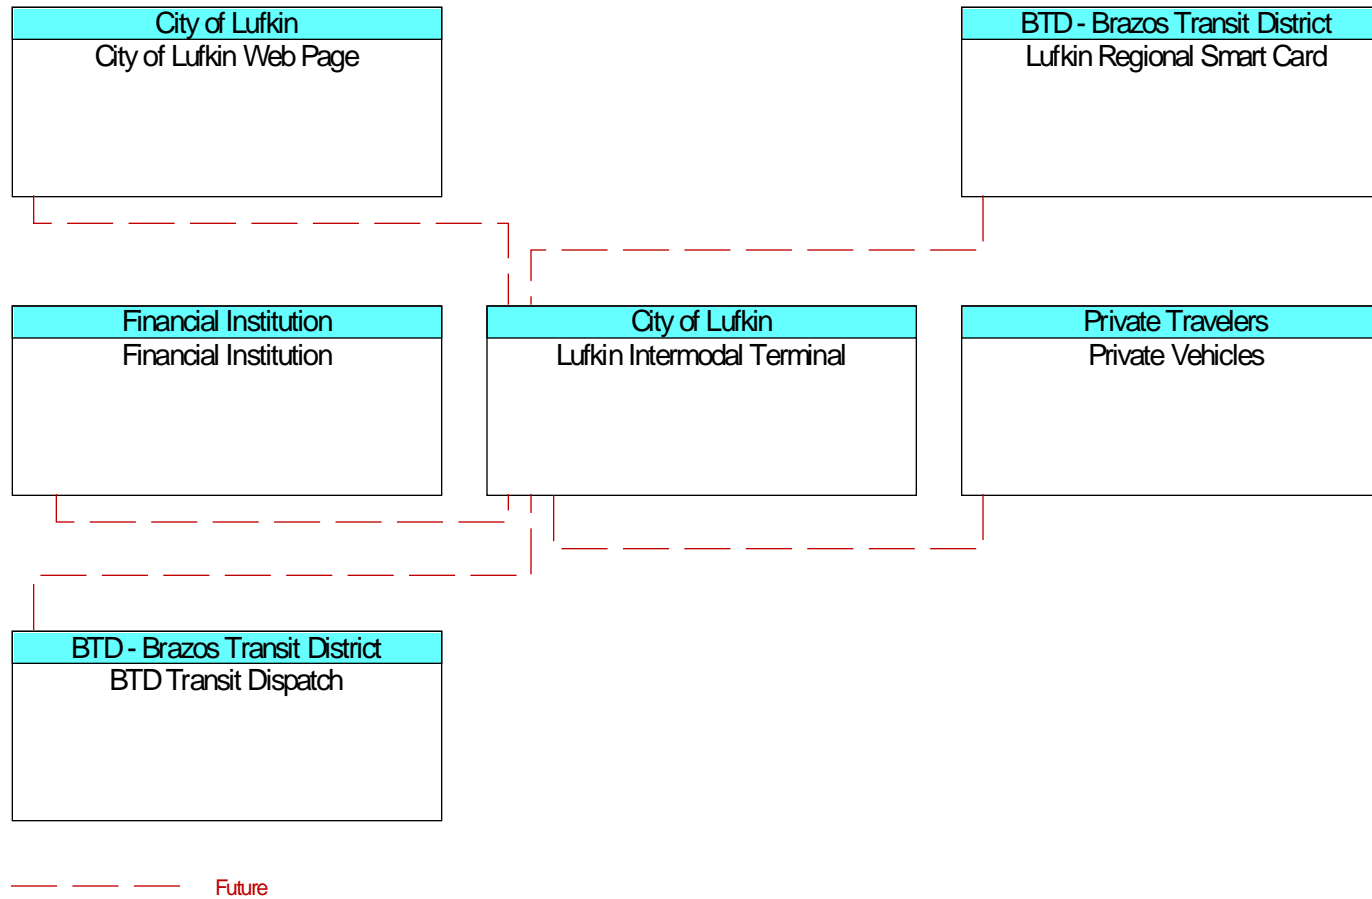 City of Lufkin
City of Lufkin Web Page
BTD - Brazos Transit District
Lufkin Regional Smart Card
Financial Institution
Financial Institution
City of Lufkin
Lufkin Intermodal Terminal
Private Travelers
Private Vehicles
BTD - Brazos Transit District
BTD Transit Dispatch
Future